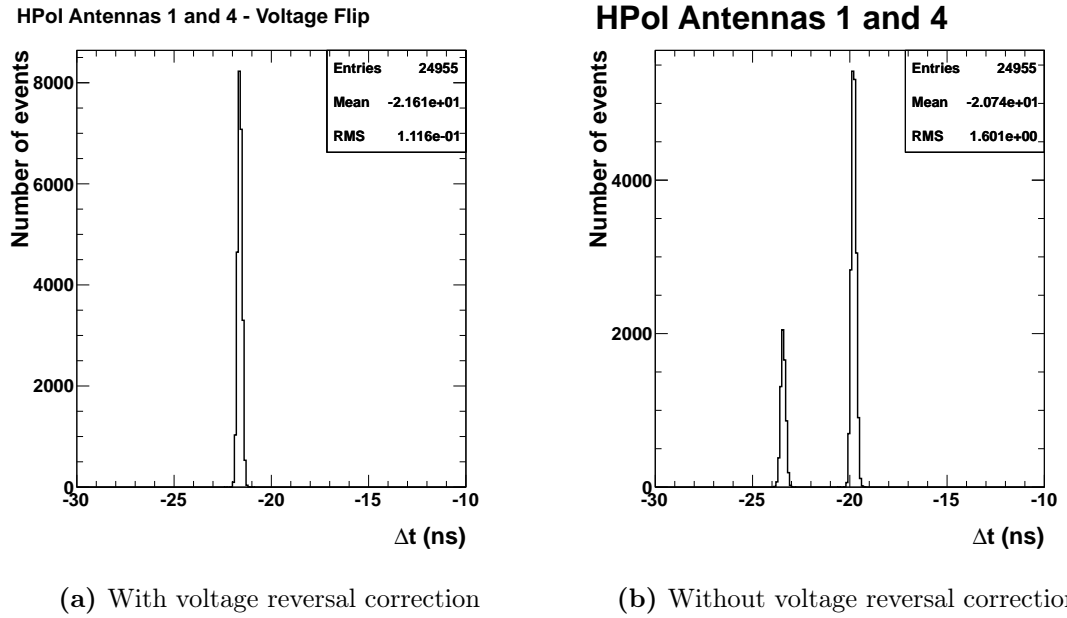 HPol Antennas 1 and 4 - Voltage Flip
Number of events
Entries 24955
Mean -2.161e+01
RMS 1.116e-01
8000
6000
4000
2000
0
-30 -25 -20 -15 -10
Δt (ns)
(a) With voltage reversal correction
HPol Antennas 1 and 4
Number of events
Entries 24955
Mean -2.074e+01
RMS 1.601e+00
4000
2000
0
-30 -25 -20 -15 -10
Δt (ns)
(b) Without voltage reversal correction